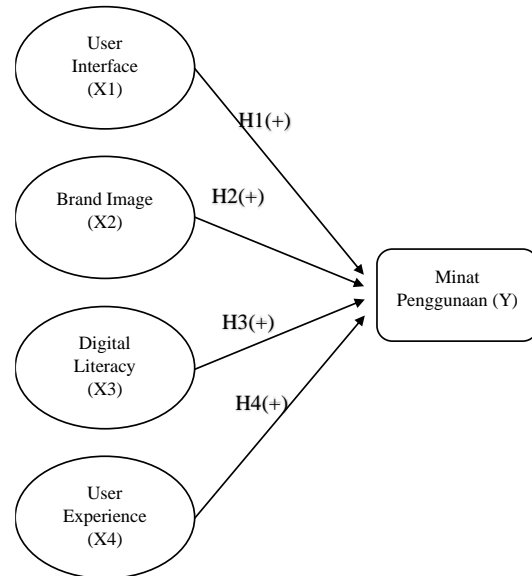 User
Interface
(X1)
H1(+)
Brand Image
(X2)
H2(+)
Minat
Penggunaan (Y)
H3(+)
Digital
Literacy
(X3)
H4(+)
User
Experience
(X4)